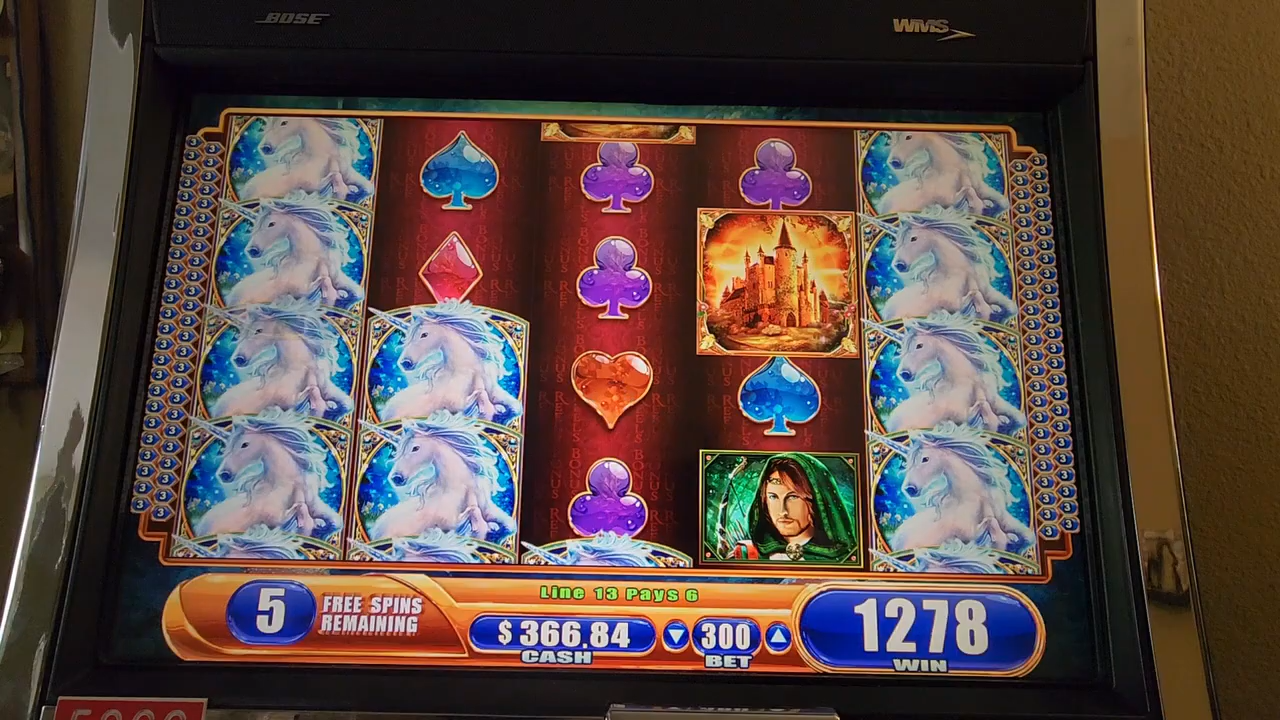 BOSE
WMS
Line 13 Pays 6
5
FREE SPINS
REMAINING
$366.84
CASH
300
BET
1278
WIN